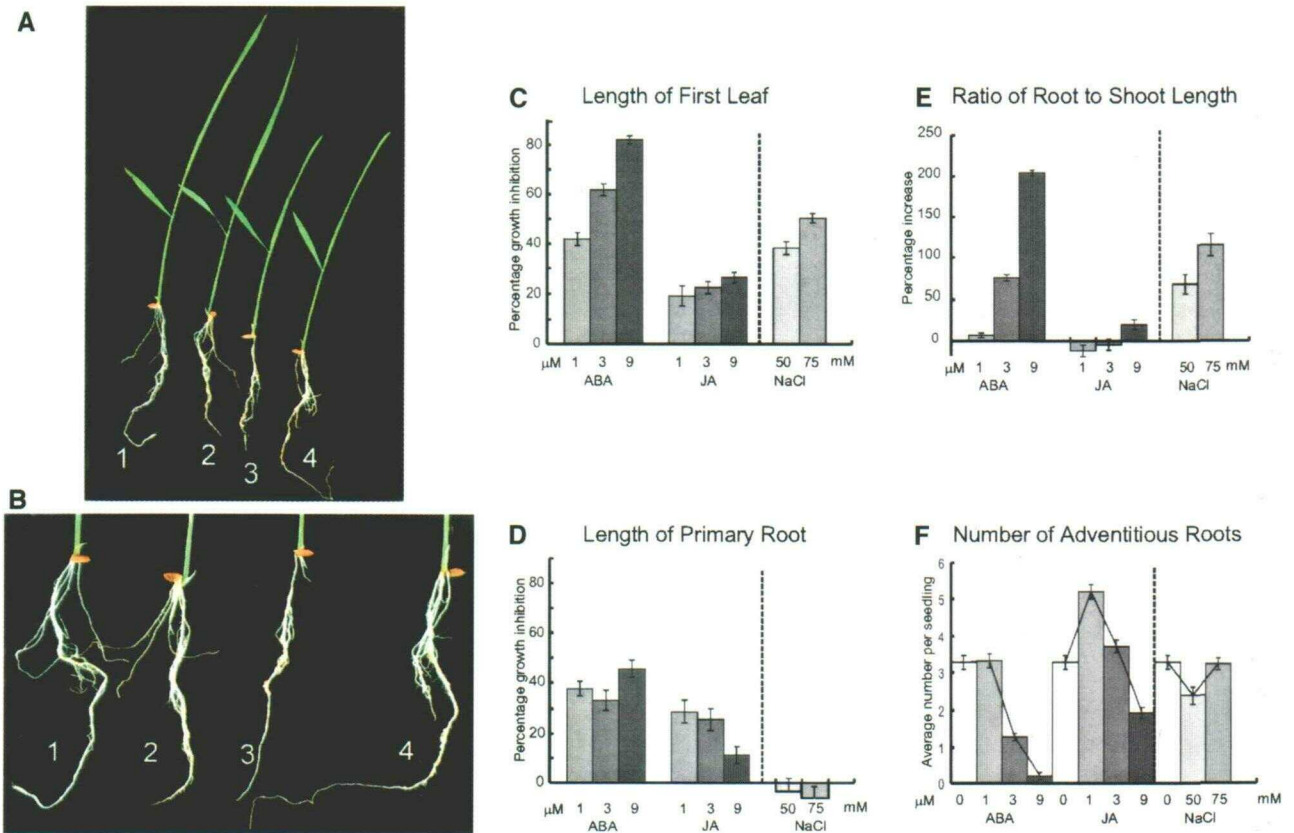 A
1
2
3
4
B
1
2
3
4
C Length of First Leaf
Percentage growth inhibition
80
60
40
20
0
µM 1 3 9 1 3 9 50 75 mM
ABA JA NaCl
D Length of Primary Root
Percentage growth inhibition
80
60
40
20
0
µM 1 3 9 1 3 9 50 75 mM
ABA JA NaCl
E Ratio of Root to Shoot Length
Percentage increase
250
200
150
100
50
0
µM 1 3 9 1 3 9 50 75 mM
ABA JA NaCl
F Number of Adventitious Roots
Average number per seedling
6
5
4
3
2
1
0
µM 0 1 3 9 0 1 3 9 0 50 75 mM
ABA JA NaCl